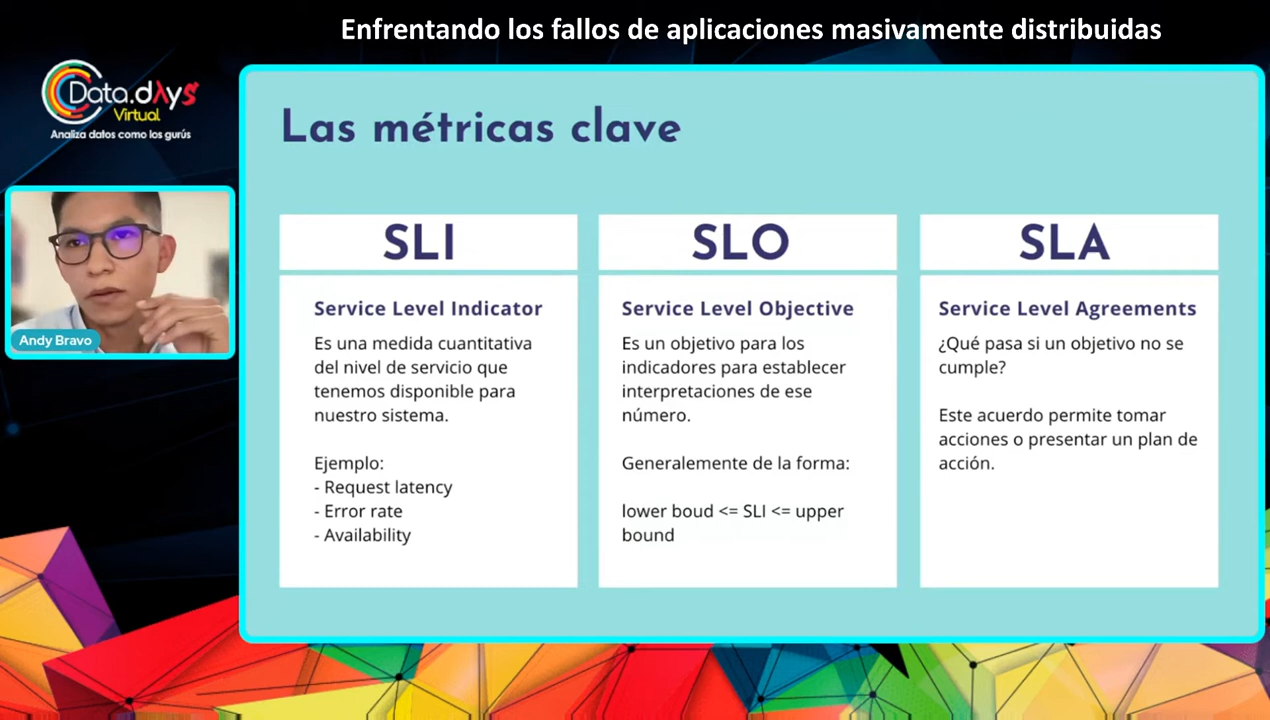 Enfrentando los fallos de aplicaciones masivamente distribuidas
Data.dλys
Virtual
Analiza datos como los gurús
Andy Bravo
Las métricas clave
SLI
Service Level Indicator
Es una medida cuantitativa
del nivel de servicio que
tenemos disponible para
nuestro sistema.
Ejemplo:
- Request latency
- Error rate
- Availability
SLO
Service Level Objective
Es un objetivo para los
indicadores para establecer
interpretaciones de ese
número.
Generalemente de la forma:
lower boud <= SLI <= upper
bound
SLA
Service Level Agreements
¿Qué pasa si un objetivo no se
cumple?
Este acuerdo permite tomar
acciones o presentar un plan de
acción.